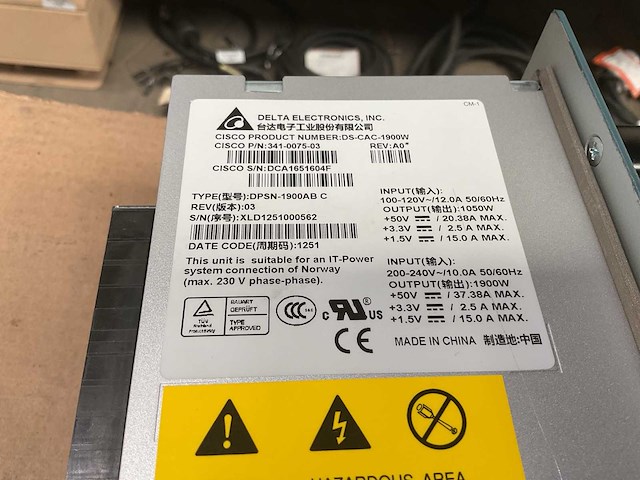 CM-1
DELTA ELECTRONICS, INC.
台达电子工业股份有限公司
CISCO PRODUCT NUMBER:DS-CAC-1900W
CISCO P/N:341-0075-03
REV:A0*
CISCO S/N:DCA1651604F
TYPE(型号):DPSN-1900AB C
REV(版本):03
S/N(序号):XLD1251000562
DATE CODE(周期码):1251
This unit is suitable for an IT-Power
system connection of Norway
(max. 230 V phase-phase).
INPUT(输入):
100-120V~/12.0A 50/60Hz
OUTPUT(输出):1050W
+50V ⎓ / 20.38A MAX.
+3.3V ⎓ / 2.5 A MAX.
+1.5V ⎓ / 15.0 A MAX.
INPUT(输入):
200-240V~/10.0A 50/60Hz
OUTPUT(输出):1900W
+50V ⎓ / 37.38A MAX.
+3.3V ⎓ / 2.5 A MAX.
+1.5V ⎓ / 15.0 A MAX.
TÜV
Rheinland
BAUART
GEPRÜFT
TYPE
APPROVED
CCC
c RU ® US
CE
MADE IN CHINA 制造地:中国
HAZARDOUS AREA